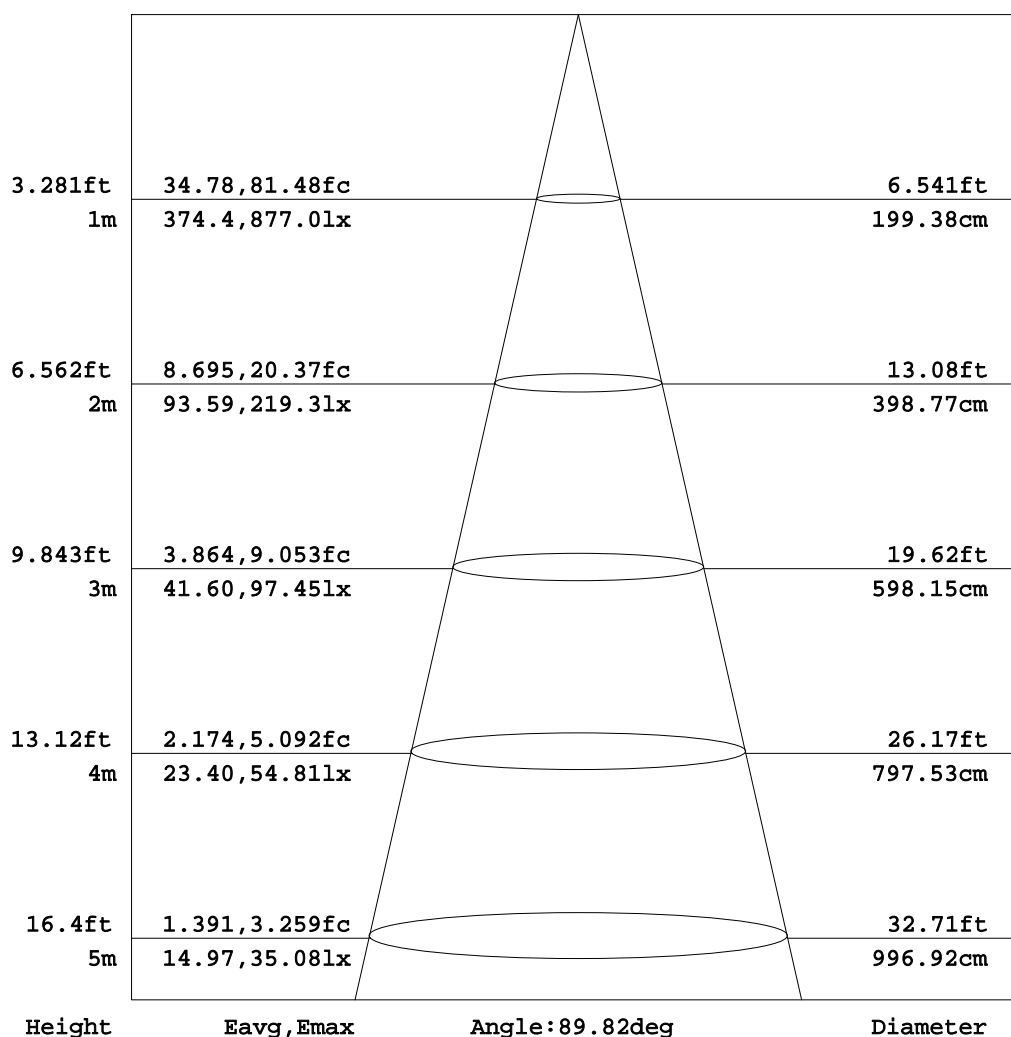 3.281ft 34.78,81.48fc 6.541ft
1m 374.4,877.0lx 199.38cm
6.562ft 8.695,20.37fc 13.08ft
2m 93.59,219.3lx 398.77cm
9.843ft 3.864,9.053fc 19.62ft
3m 41.60,97.45lx 598.15cm
13.12ft 2.174,5.092fc 26.17ft
4m 23.40,54.81lx 797.53cm
16.4ft 1.391,3.259fc 32.71ft
5m 14.97,35.08lx 996.92cm
Height Eavg,Emax Angle:89.82deg Diameter